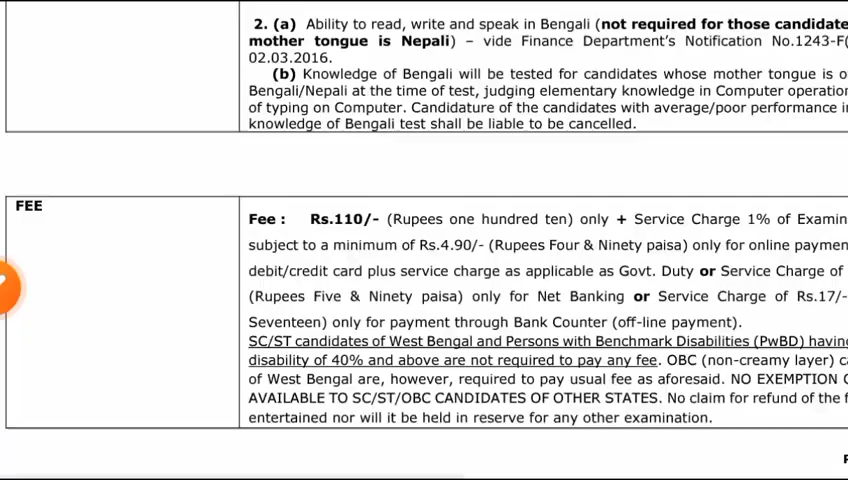 2. (a) Ability to read, write and speak in Bengali (not required for those candidate
mother tongue is Nepali) – vide Finance Department's Notification No.1243-F(
02.03.2016.
(b) Knowledge of Bengali will be tested for candidates whose mother tongue is o
Bengali/Nepali at the time of test, judging elementary knowledge in Computer operation
of typing on Computer. Candidature of the candidates with average/poor performance i
knowledge of Bengali test shall be liable to be cancelled.
FEE
Fee : Rs.110/- (Rupees one hundred ten) only + Service Charge 1% of Examin
subject to a minimum of Rs.4.90/- (Rupees Four & Ninety paisa) only for online paymen
debit/credit card plus service charge as applicable as Govt. Duty or Service Charge of
(Rupees Five & Ninety paisa) only for Net Banking or Service Charge of Rs.17/-
Seventeen) only for payment through Bank Counter (off-line payment).
SC/ST candidates of West Bengal and Persons with Benchmark Disabilities (PwBD) having
disability of 40% and above are not required to pay any fee. OBC (non-creamy layer) c
of West Bengal are, however, required to pay usual fee as aforesaid. NO EXEMPTION
AVAILABLE TO SC/ST/OBC CANDIDATES OF OTHER STATES. No claim for refund of the f
entertained nor will it be held in reserve for any other examination.